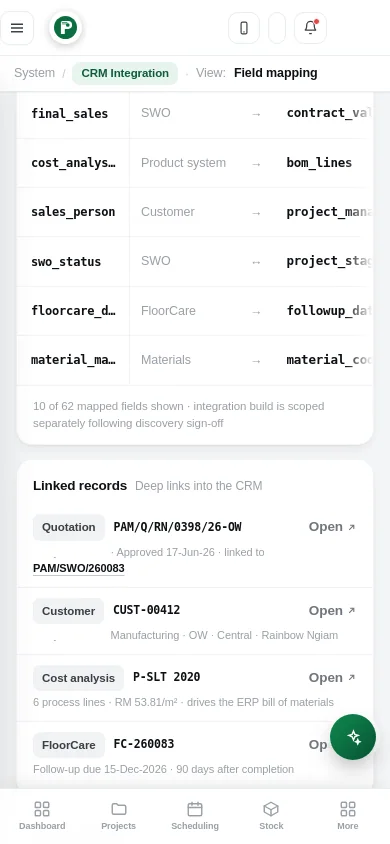 System / CRM Integration · View: Field mapping
final_sales SWO →
cost_analys… Product system → bom_lines
sales_person Customer →
swo_status SWO ↔
floorcare_d… FloorCare →
material_ma… Materials →
10 of 62 mapped fields shown · integration build is scoped
separately following discovery sign-off
Linked records Deep links into the CRM
Quotation PAM/Q/RN/0398/26-OW Open ↗
· Approved 17-Jun-26 · linked to
PAM/SWO/260083
Customer CUST-00412 Open ↗
Manufacturing · OW · Central · Rainbow Ngiam
Cost analysis P-SLT 2020 Open ↗
6 process lines · RM 53.81/m² · drives the ERP bill of materials
FloorCare FC-260083 Op
Follow-up due 15-Dec-2026 · 90 days after completion
Dashboard Projects Scheduling Stock More